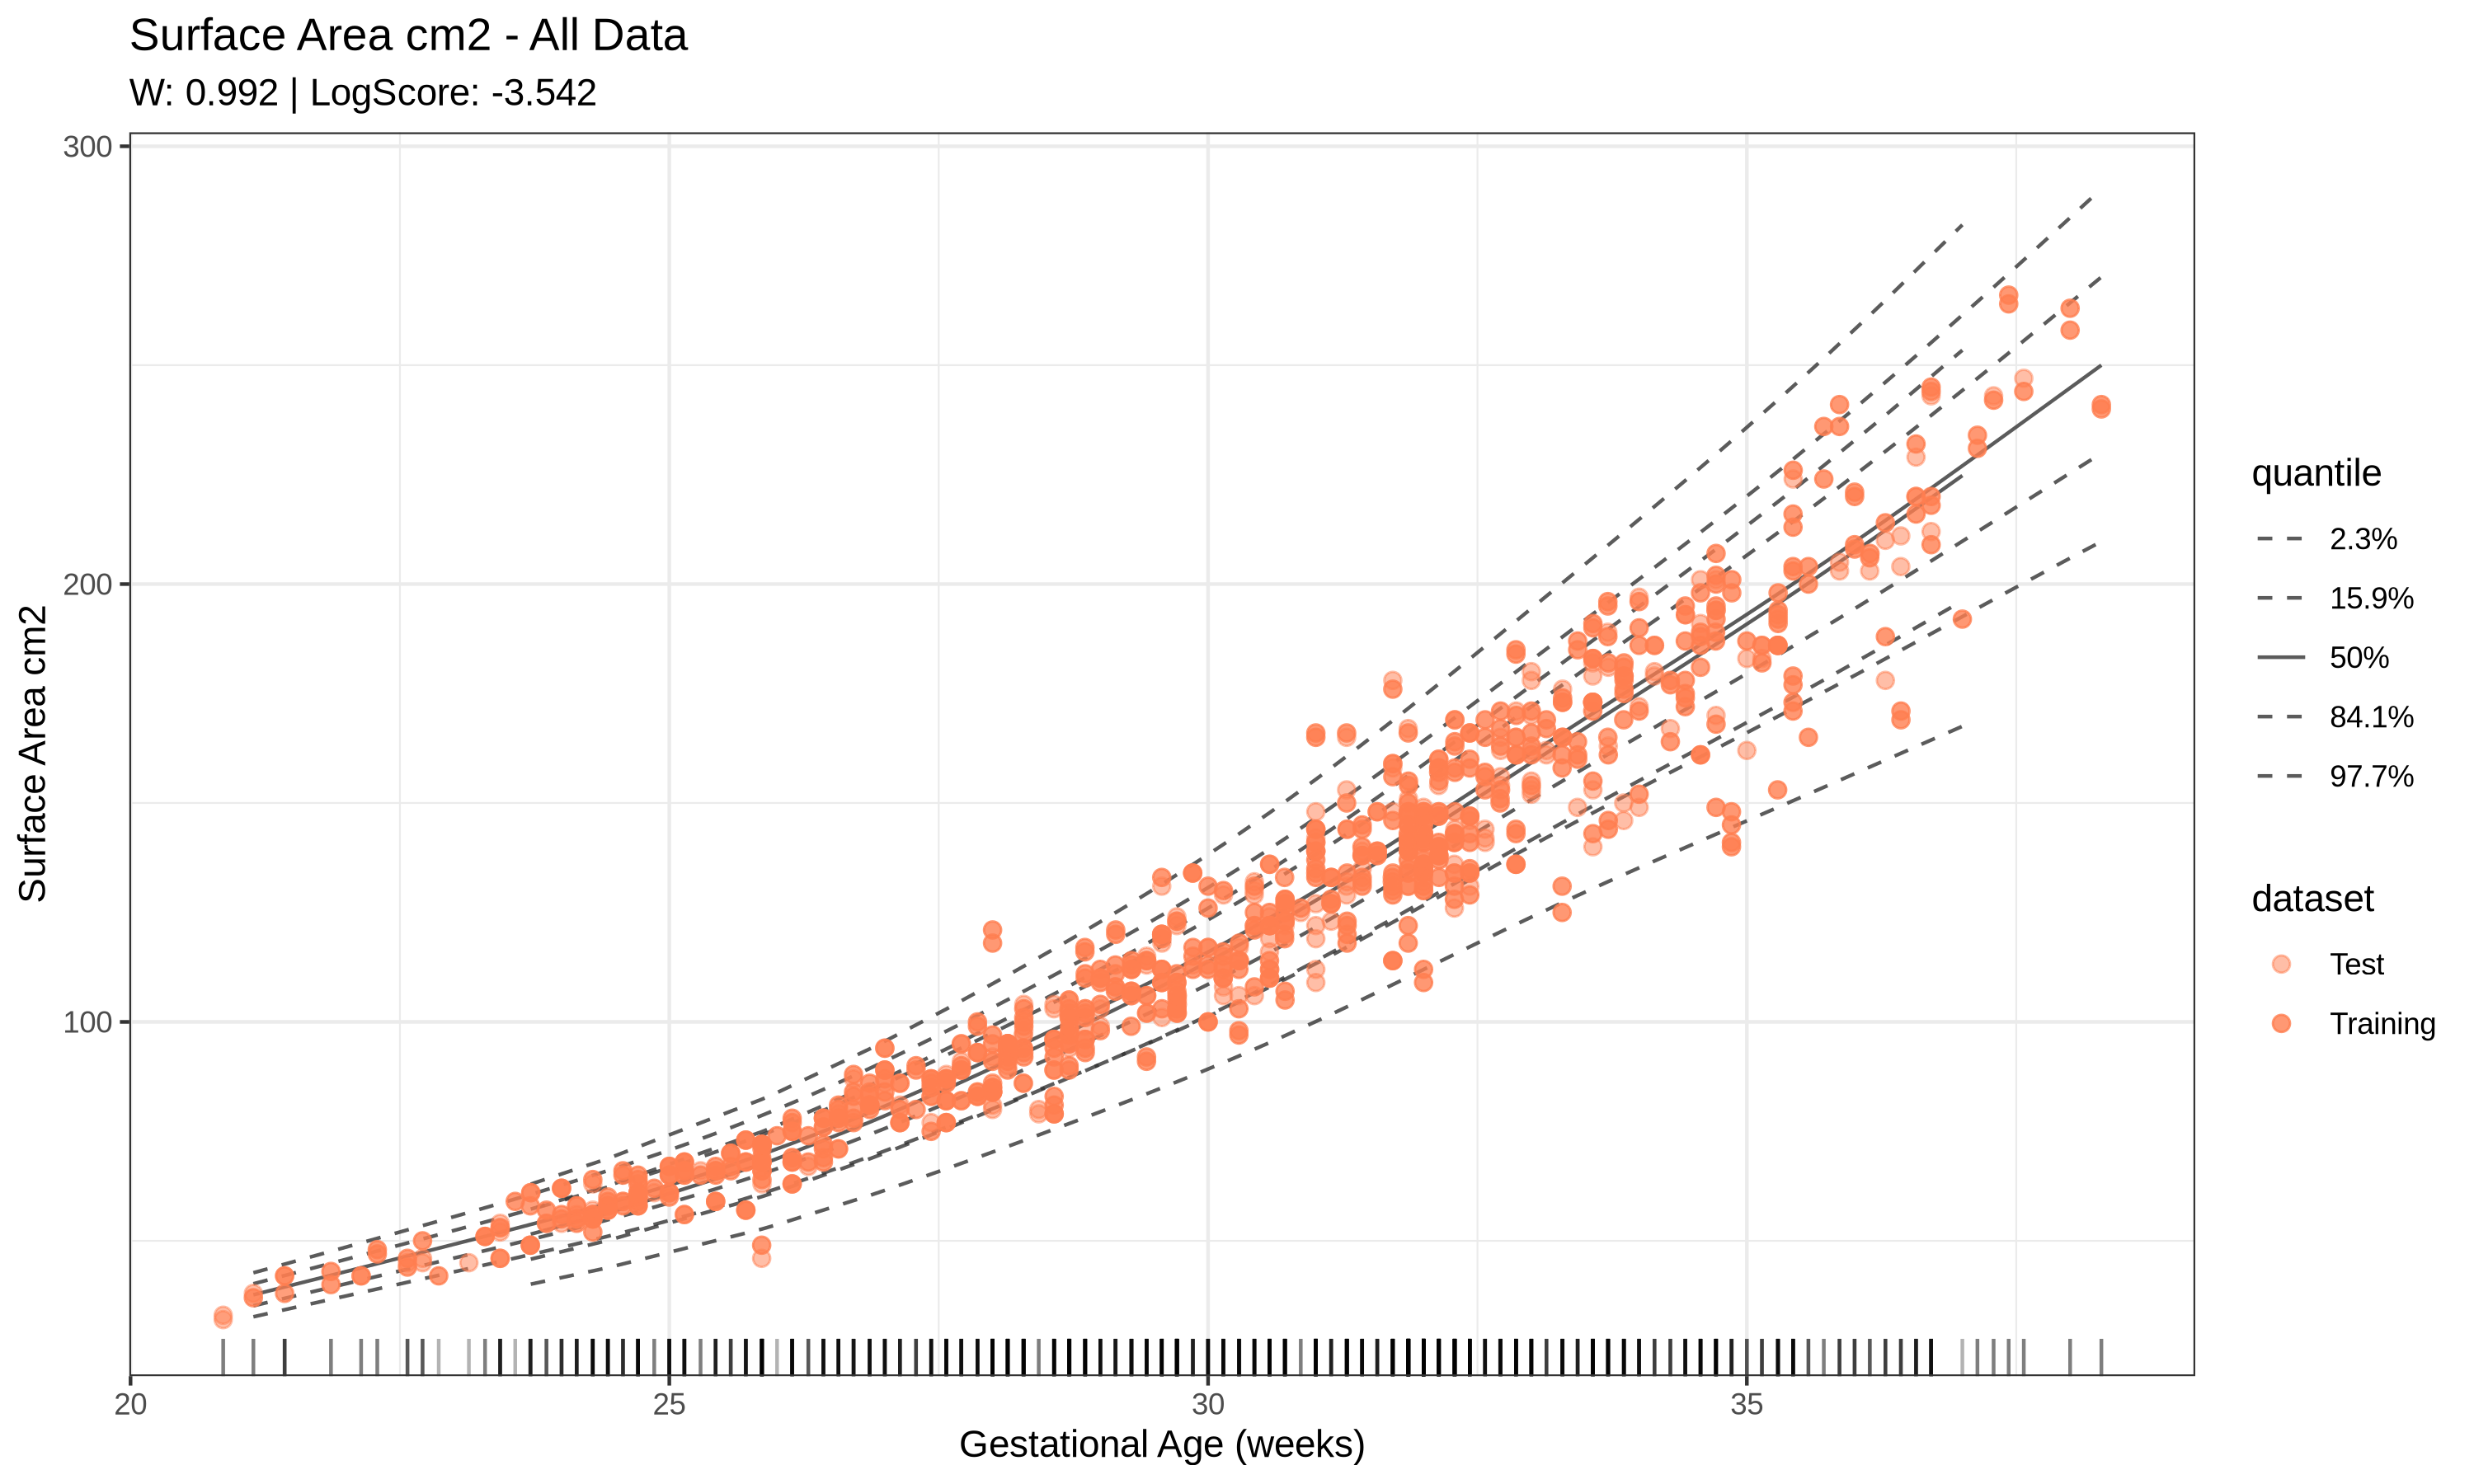 Surface Area cm2 - All Data
W: 0.992 | LogScore: -3.542
Surface Area cm2
300
200
100
20
25
30
35
Gestational Age (weeks)
quantile
2.3%
15.9%
50%
84.1%
97.7%
dataset
Test
Training